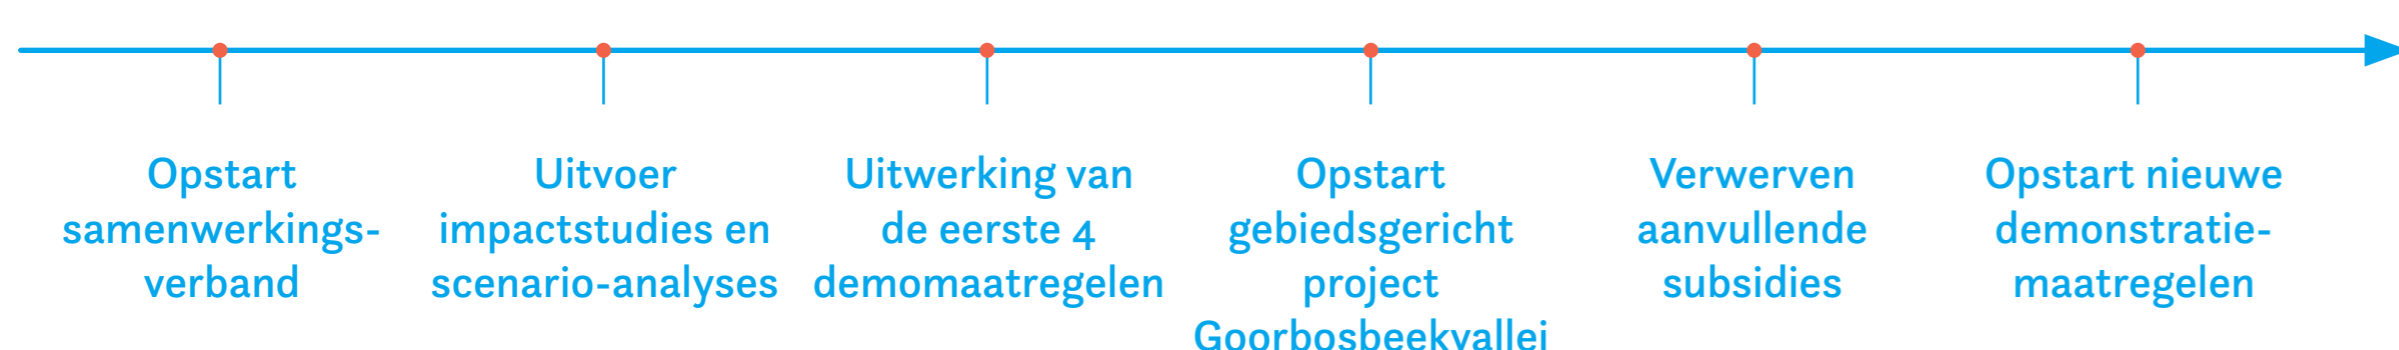 Opstart
samenwerkings-
verband
Uitvoer
impactstudies en
scenario-analyses
Uitwerking van
de eerste 4
demomaatregelen
Opstart
gebiedsgericht
project
Goorbosbeekvallei
Verwerven
aanvullende
subsidies
Opstart nieuwe
demonstratie-
maatregelen